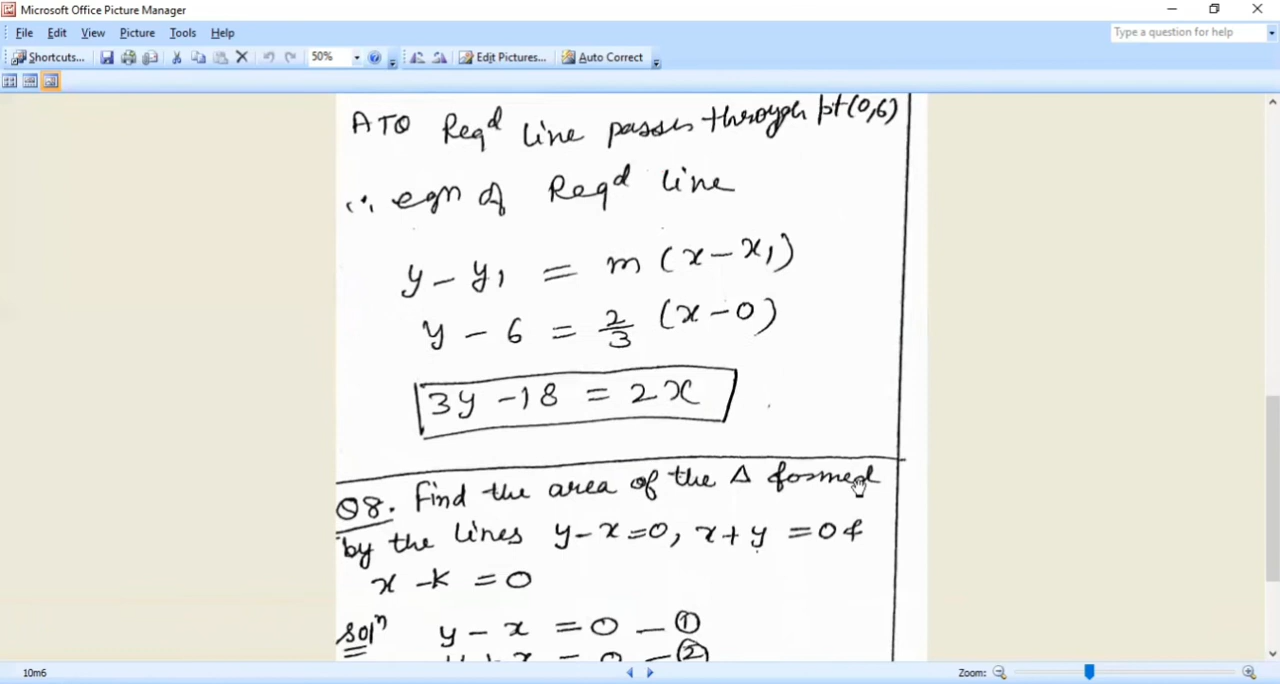 Microsoft Office Picture Manager
File Edit View Picture Tools Help
Type a question for help
Shortcuts... 50% Edit Pictures... Auto Correct
ATQ Reqd line passes through pt (0,6)
∴ eqn of Reqd line
y - y1 = m (x - x1)
y - 6 = 2/3 (x - 0)
3y - 18 = 2x
Q8. Find the area of the Δ formed
by the lines y - x = 0, x + y = 0 &
x - k = 0
Soln y - x = 0 - ①
y + x = 0 - ②
10m6
Zoom: